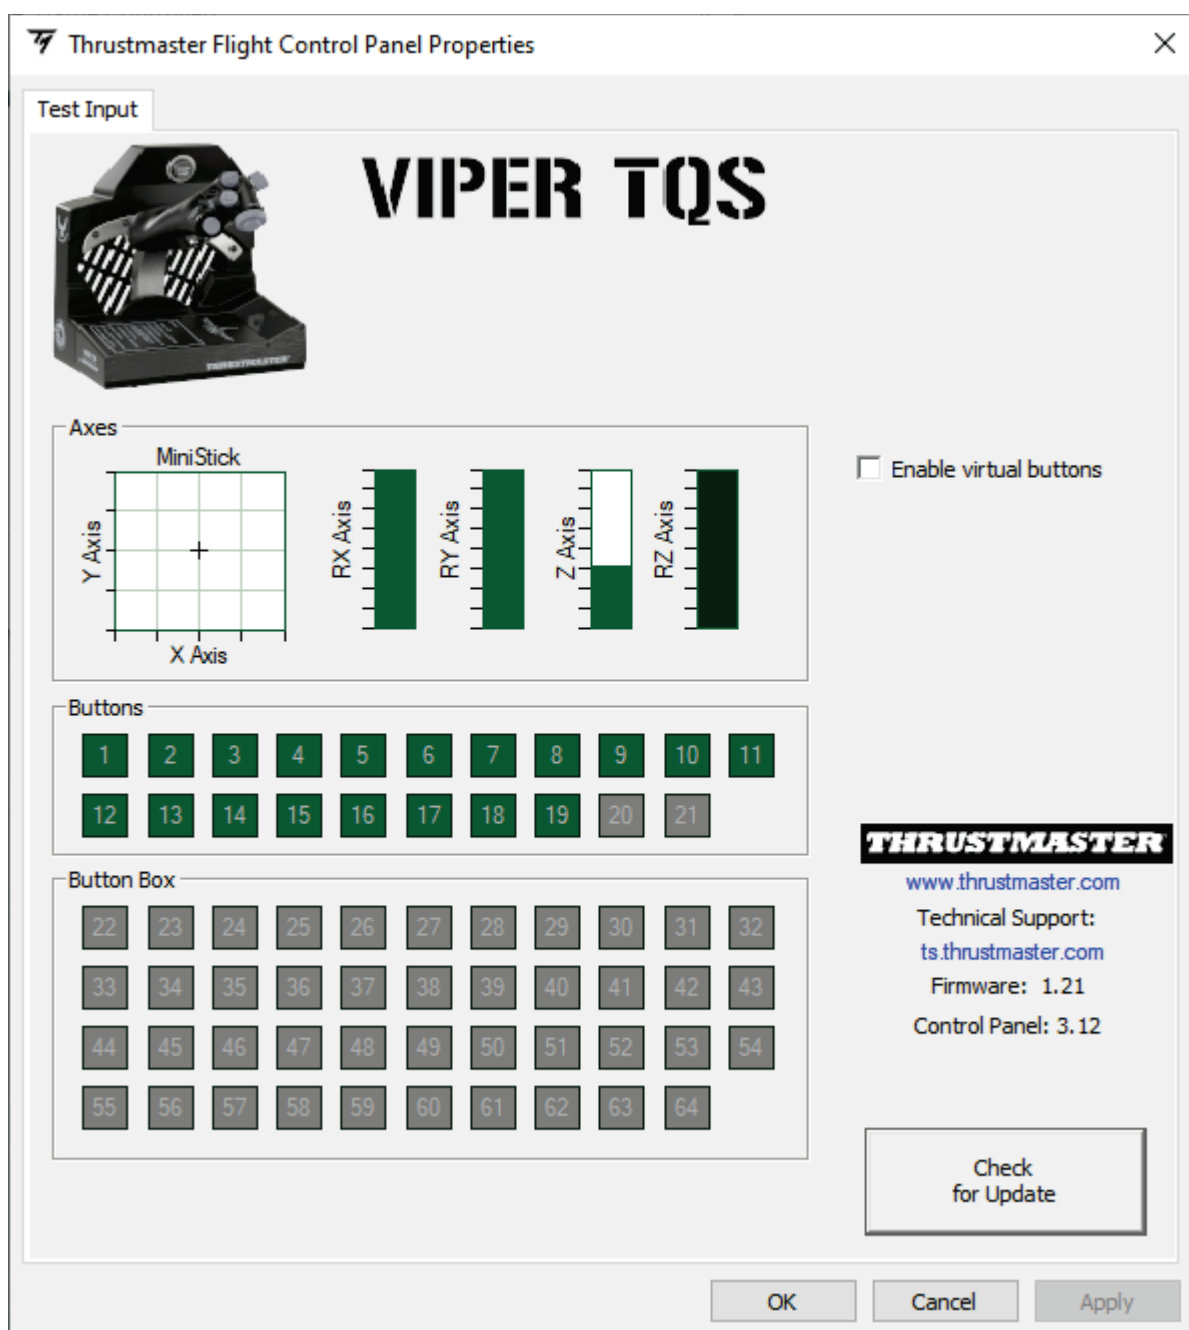 Thrustmaster Flight Control Panel Properties
Test Input
VIPER TQS
THRUSTMASTER
Axes
MiniStick
Y Axis
X Axis
RX Axis
RY Axis
Z Axis
RZ Axis
Enable virtual buttons
Buttons
1 2 3 4 5 6 7 8 9 10 11
12 13 14 15 16 17 18 19 20 21
Button Box
22 23 24 25 26 27 28 29 30 31 32
33 34 35 36 37 38 39 40 41 42 43
44 45 46 47 48 49 50 51 52 53 54
55 56 57 58 59 60 61 62 63 64
THRUSTMASTER
www.thrustmaster.com
Technical Support:
ts.thrustmaster.com
Firmware: 1.21
Control Panel: 3.12
Check
for Update
OK Cancel Apply